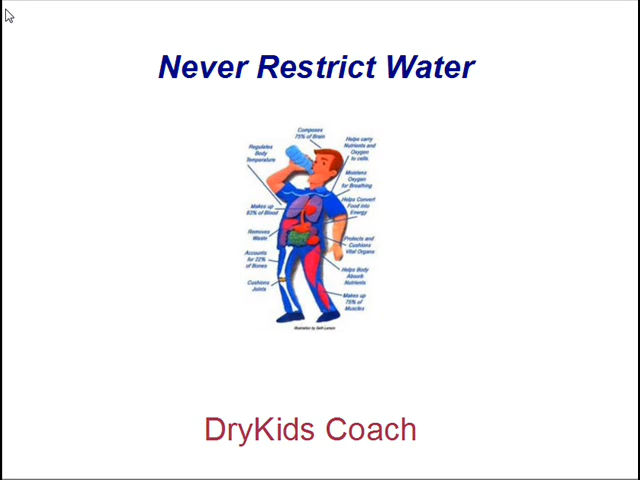 Never Restrict Water
Composes
75% of Brain
Regulates
Body
Temperature
Helps carry
Nutrients and
Oxygen
to cells.
Moistens
Oxygen
for Breathing
Makes up
83% of Blood
Helps Convert
Food into
Energy
Removes
Waste
Protects and
Cushions
Vital Organs
Accounts
for 22%
of Bones
Helps Body
Absorb
Nutrients
Cushions
Joints
Makes up
75% of
Muscles
Illustration by
DryKids Coach